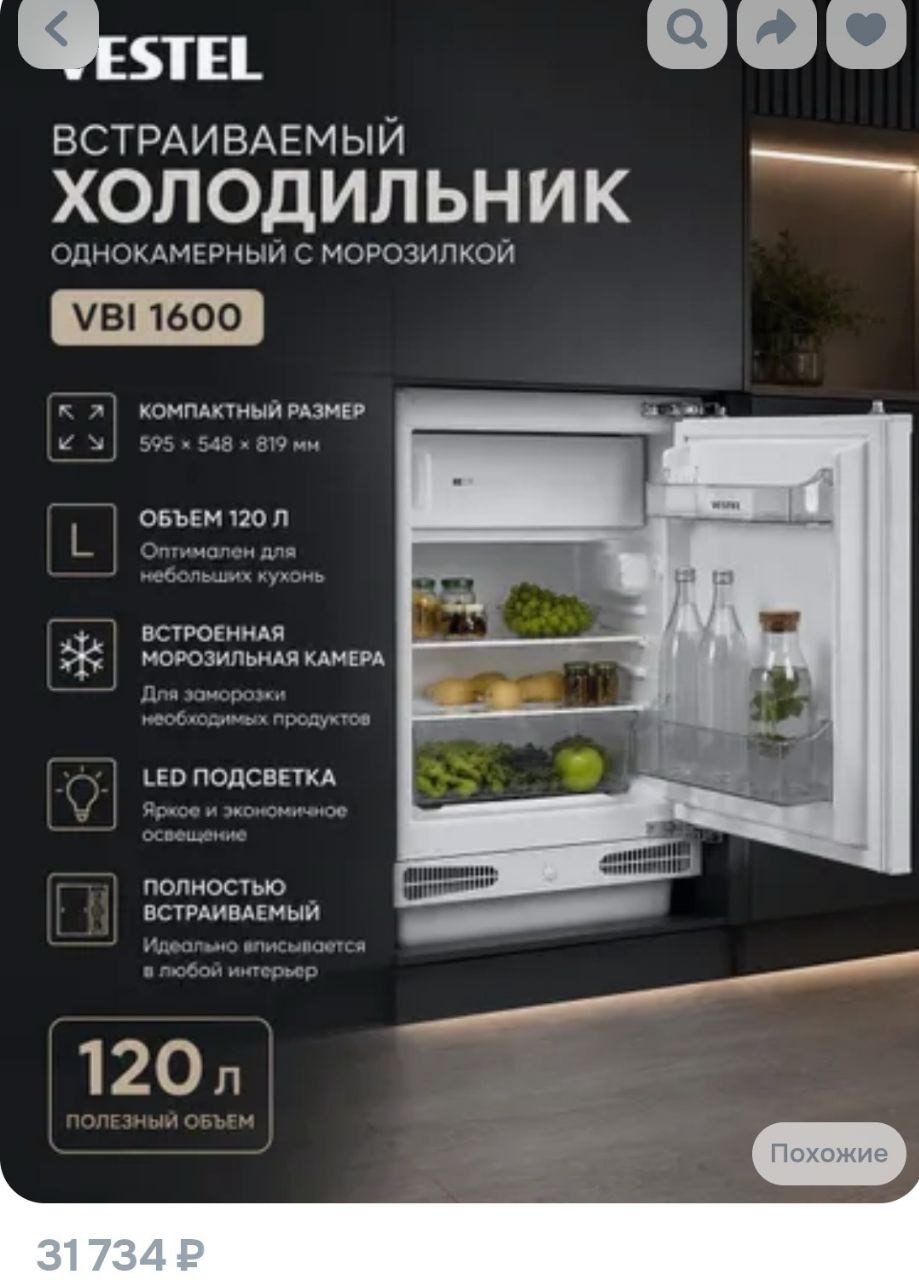 VESTEL
ВСТРАИВАЕМЫЙ
ХОЛОДИЛЬНИК
ОДНОКАМЕРНЫЙ С МОРОЗИЛКОЙ
VBI 1600
КОМПАКТНЫЙ РАЗМЕР
595 × 548 × 819 мм
L
ОБЪЕМ 120 Л
Оптимален для
небольших кухонь
ВСТРОЕННАЯ
МОРОЗИЛЬНАЯ КАМЕРА
Для заморозки
необходимых продуктов
LED ПОДСВЕТКА
Яркое и экономичное
освещение
ПОЛНОСТЬЮ
ВСТРАИВАЕМЫЙ
Идеально вписывается
в любой интерьер
120 л
ПОЛЕЗНЫЙ ОБЪЕМ
VESTEL
Похожие
31 734 ₽